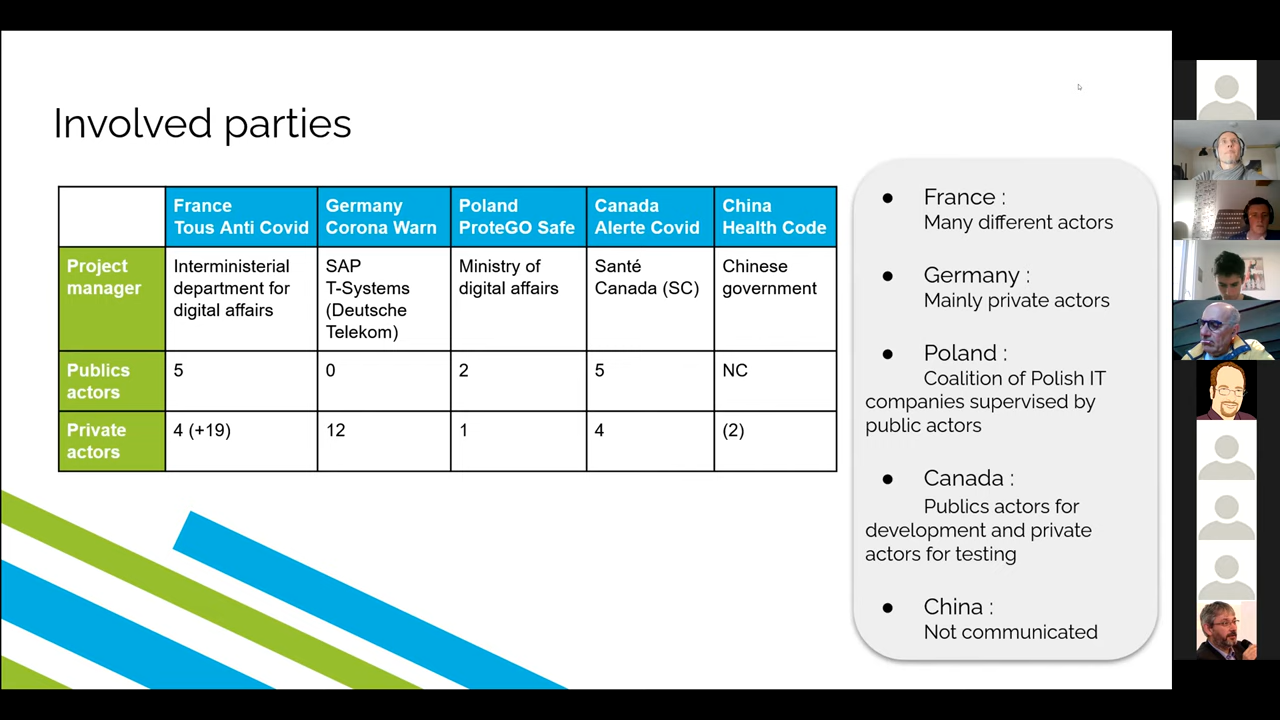 Involved parties
France
Tous Anti Covid
Germany
Corona Warn
Poland
ProteGO Safe
Canada
Alerte Covid
China
Health Code
Project
manager
Interministerial
department for
digital affairs
SAP
T-Systems
(Deutsche
Telekom)
Ministry of
digital affairs
Santé
Canada (SC)
Chinese
government
Publics
actors
5
0
2
5
NC
Private
actors
4 (+19)
12
1
4
(2)
● France :
Many different actors
● Germany :
Mainly private actors
● Poland :
Coalition of Polish IT
companies supervised by
public actors
● Canada :
Publics actors for
development and private
actors for testing
● China :
Not communicated